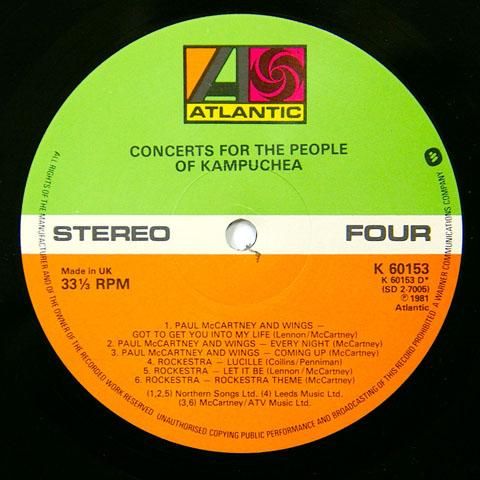 ATLANTIC
CONCERTS FOR THE PEOPLE
OF KAMPUCHEA
STEREO
FOUR
Made in UK
33⅓ RPM
K 60153
K 60153 D*
(SD 2-7005)
℗ 1981
Atlantic
1. PAUL McCARTNEY AND WINGS –
GOT TO GET YOU INTO MY LIFE (Lennon/McCartney)
2. PAUL McCARTNEY AND WINGS – EVERY NIGHT (McCartney)
3. PAUL McCARTNEY AND WINGS – COMING UP (McCartney)
4. ROCKESTRA – LUCILLE (Collins/Penniman)
5. ROCKESTRA – LET IT BE (Lennon/McCartney)
6. ROCKESTRA – ROCKESTRA THEME (McCartney)
(1,2,5) Northern Songs Ltd. (4) Leeds Music Ltd.
(3,6) McCartney/ATV Music Ltd.
ALL RIGHTS OF THE MANUFACTURER AND OF THE OWNER OF THE RECORDED WORK RESERVED UNAUTHORISED COPYING PUBLIC PERFORMANCE AND BROADCASTING OF THIS RECORD PROHIBITED A WARNER COMMUNICATIONS COMPANY